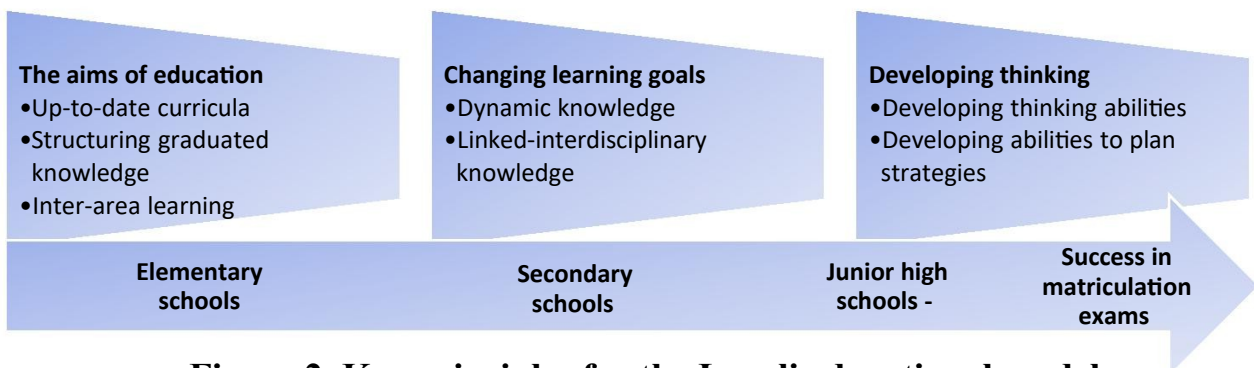 The aims of education
•Up-to-date curricula
•Structuring graduated
knowledge
•Inter-area learning
Changing learning goals
•Dynamic knowledge
•Linked-interdisciplinary
knowledge
Developing thinking
•Developing thinking abilities
•Developing abilities to plan
strategies
Elementary
schools
Secondary
schools
Junior high
schools -
Success in
matriculation
exams